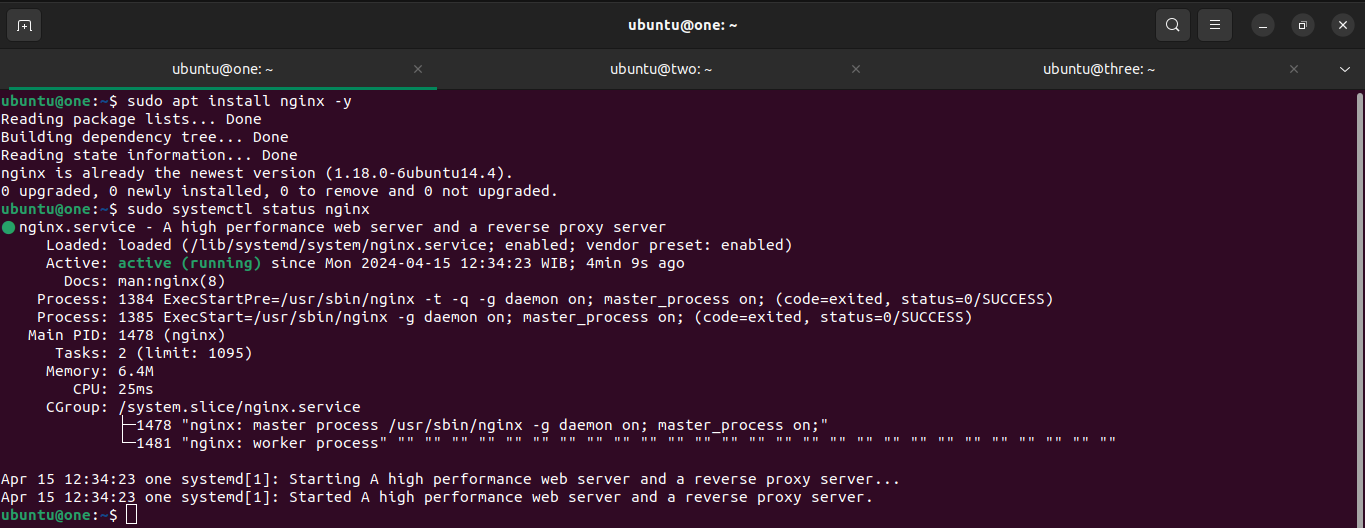 ubuntu@one: ~
ubuntu@one: ~ ubuntu@two: ~ ubuntu@three: ~
ubuntu@one:~$ sudo apt install nginx -y
Reading package lists... Done
Building dependency tree... Done
Reading state information... Done
nginx is already the newest version (1.18.0-6ubuntu14.4).
0 upgraded, 0 newly installed, 0 to remove and 0 not upgraded.
ubuntu@one:~$ sudo systemctl status nginx
● nginx.service - A high performance web server and a reverse proxy server
     Loaded: loaded (/lib/systemd/system/nginx.service; enabled; vendor preset: enabled)
     Active: active (running) since Mon 2024-04-15 12:34:23 WIB; 4min 9s ago
       Docs: man:nginx(8)
    Process: 1384 ExecStartPre=/usr/sbin/nginx -t -q -g daemon on; master_process on; (code=exited, status=0/SUCCESS)
    Process: 1385 ExecStart=/usr/sbin/nginx -g daemon on; master_process on; (code=exited, status=0/SUCCESS)
   Main PID: 1478 (nginx)
      Tasks: 2 (limit: 1095)
     Memory: 6.4M
        CPU: 25ms
     CGroup: /system.slice/nginx.service
             ├─1478 "nginx: master process /usr/sbin/nginx -g daemon on; master_process on;"
             └─1481 "nginx: worker process" "" "" "" "" "" "" "" "" "" "" "" "" "" "" "" "" "" "" "" "" "" "" "" "" "" "" ""
Apr 15 12:34:23 one systemd[1]: Starting A high performance web server and a reverse proxy server...
Apr 15 12:34:23 one systemd[1]: Started A high performance web server and a reverse proxy server.
ubuntu@one:~$